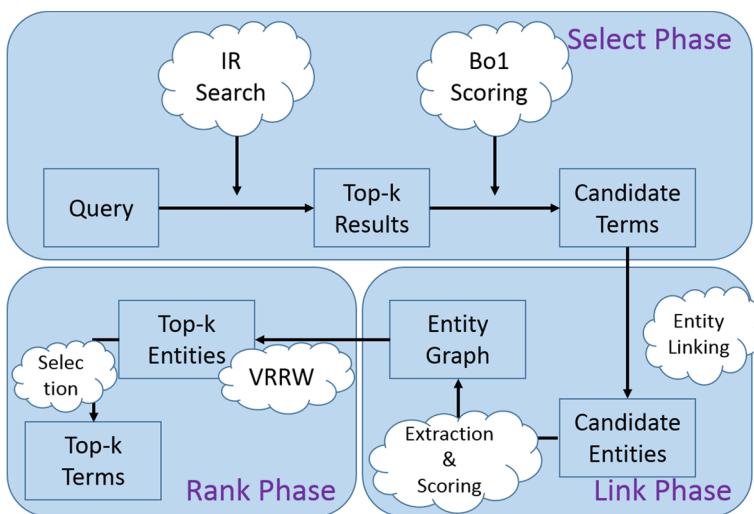 Select Phase
IR
Search
Bo1
Scoring
Query
Top-k
Results
Candidate
Terms
Entity
Linking
Candidate
Entities
Extraction
&
Scoring
Entity
Graph
Link Phase
VRRW
Top-k
Entities
Selec
tion
Top-k
Terms
Rank Phase